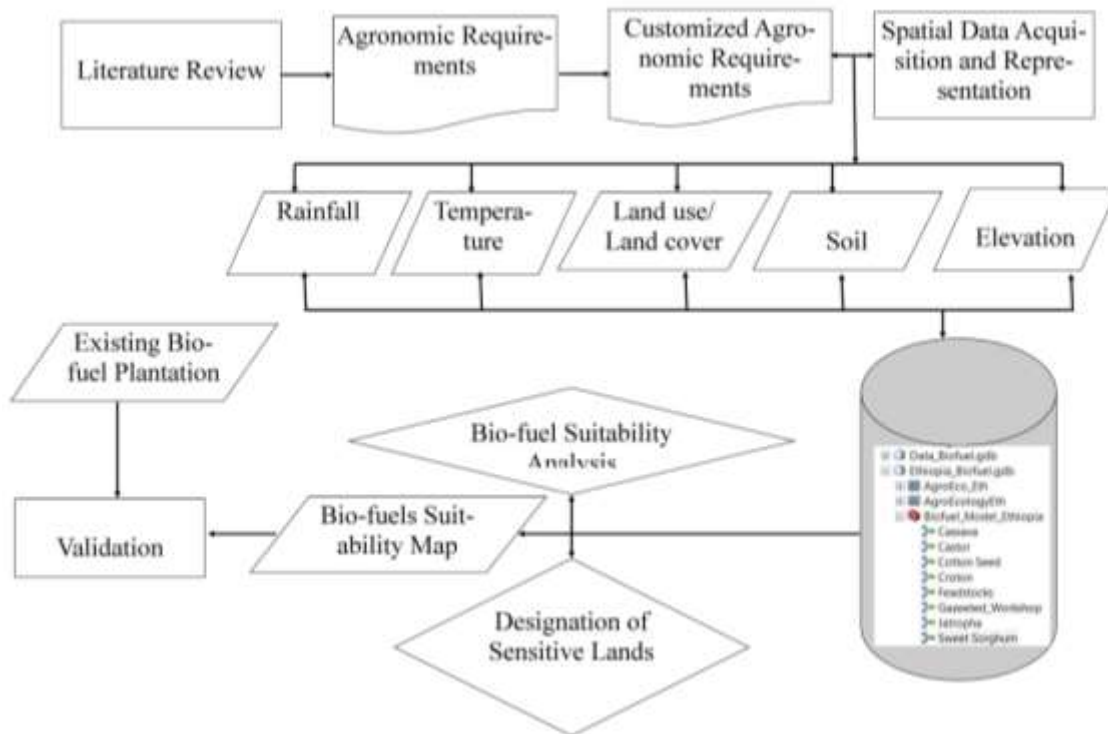 Literature Review
Agronomic Require-
ments
Customized Agro-
nomic Require-
ments
Spatial Data Acqui-
sition and Repre-
sentation
Rainfall
Tempera-
ture
Land use/
Land cover
Soil
Elevation
Existing Bio-
fuel Plantation
Bio-fuel Suitability
Analysis
Data_Biofuel.gdb
Ethiopia_Biofuel.gdb
AgroEco_Eth
AgroEcologyEth
Biofuel_Model_Ethiopia
Cassava
Castor
Cotton Seed
Croton
Feedstocks
Gazeeted_Workshop
Jatropha
Sweet Sorghum
Validation
Bio-fuels Suit-
ability Map
Designation of
Sensitive Lands